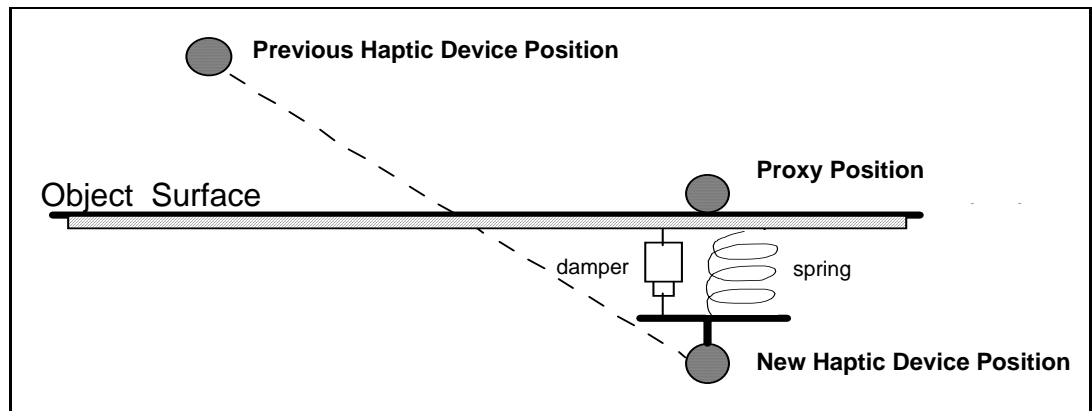 Previous Haptic Device Position
Proxy Position
Object Surface
damper
spring
New Haptic Device Position